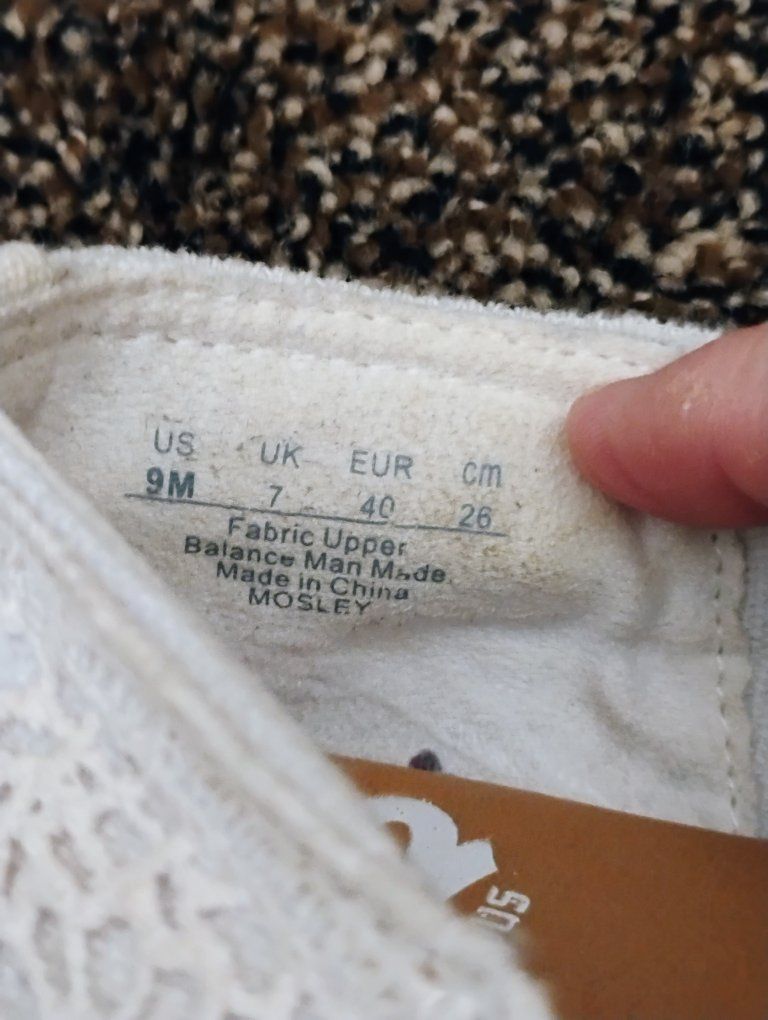 US UK EUR cm
9M 7 40 26
Fabric Upper
Balance Man Made
Made in China
MOSLEY